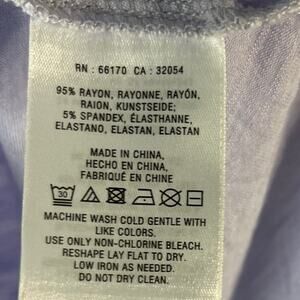 RN : 66170 CA : 32054
95% RAYON, RAYONNE, RAYÓN,
RAION, KUNSTSEIDE;
5% SPANDEX, ÉLASTHANNE,
ELASTANO, ELASTAN, ELASTAN
MADE IN CHINA,
HECHO EN CHINA,
FABRIQUÉ EN CHINE
30
MACHINE WASH COLD GENTLE WITH
LIKE COLORS.
USE ONLY NON-CHLORINE BLEACH.
RESHAPE LAY FLAT TO DRY.
LOW IRON AS NEEDED.
DO NOT DRY CLEAN.